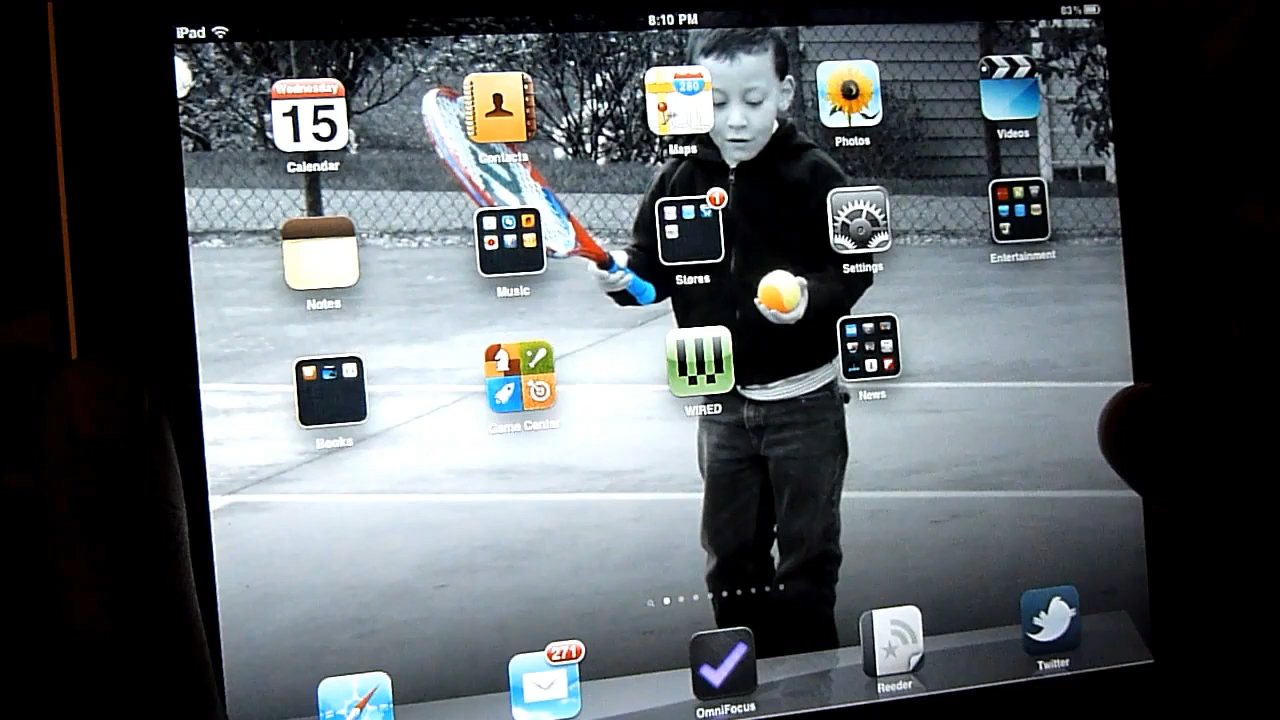 iPad
8:10 PM
83%
Wednesday
15
Calendar
Contacts
280
Maps
Photos
Videos
Notes
Music
1
Stores
Settings
Entertainment
Books
Game Center
WIRED
News
271
OmniFocus
Reeder
Twitter